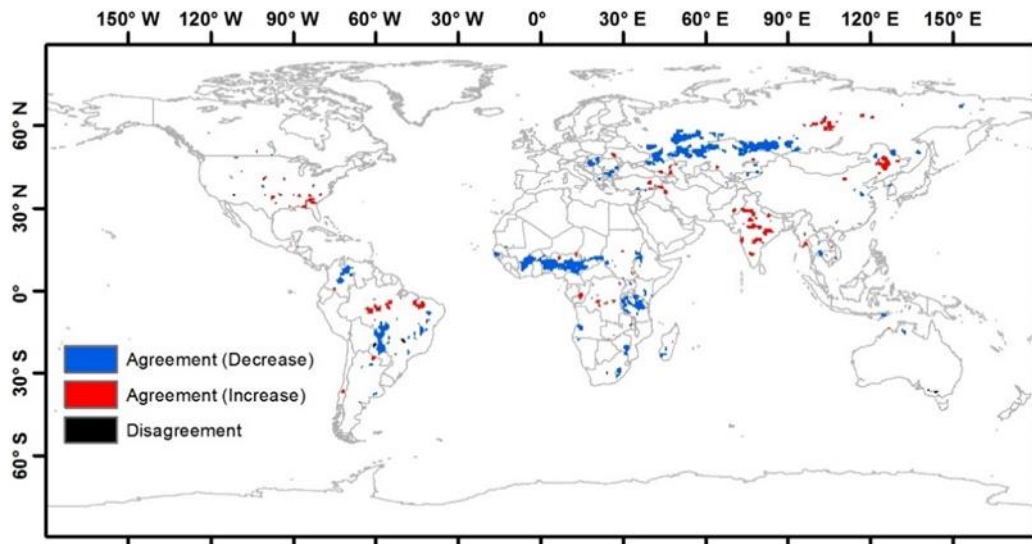 150° W 120° W 90° W 60° W 30° W 0° 30° E 60° E 90° E 120° E 150° E
60° N
30° N
0°
30° S
60° S
Agreement (Decrease)
Agreement (Increase)
Disagreement